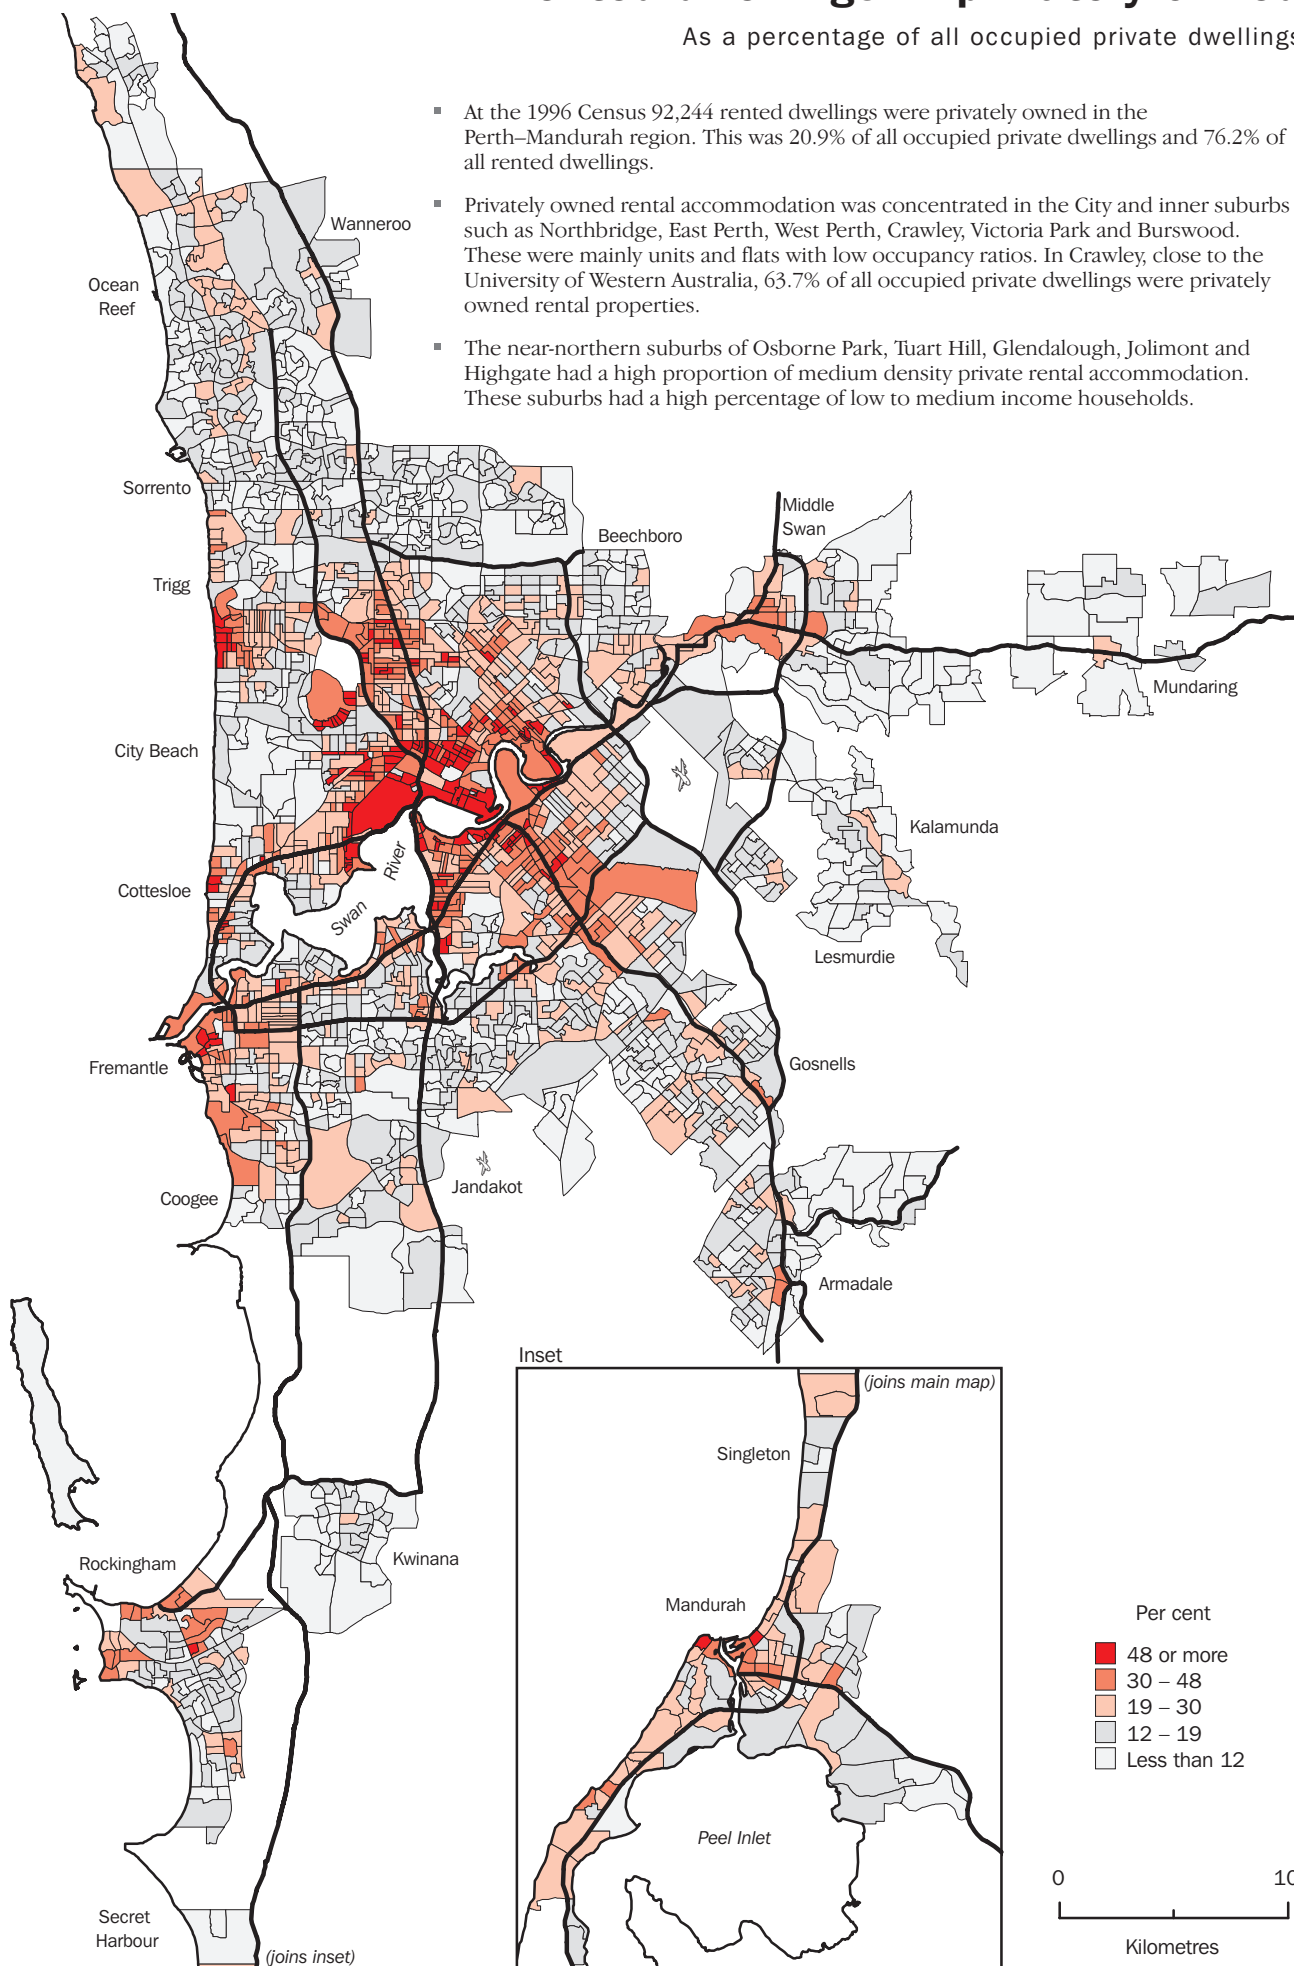 As a percentage of all occupied private dwellings
At the 1996 Census 92,244 rented dwellings were privately owned in the
Perth–Mandurah region. This was 20.9% of all occupied private dwellings and 76.2% of
all rented dwellings.
Privately owned rental accommodation was concentrated in the City and inner suburbs
such as Northbridge, East Perth, West Perth, Crawley, Victoria Park and Burswood.
These were mainly units and flats with low occupancy ratios. In Crawley, close to the
University of Western Australia, 63.7% of all occupied private dwellings were privately
owned rental properties.
The near-northern suburbs of Osborne Park, Tuart Hill, Glendalough, Jolimont and
Highgate had a high proportion of medium density private rental accommodation.
These suburbs had a high percentage of low to medium income households.
Wanneroo
Ocean
Reef
Sorrento
Middle
Swan
Beechboro
Trigg
Mundaring
City Beach
Kalamunda
River
Cottesloe
Swan
Lesmurdie
Gosnells
Fremantle
Jandakot
Coogee
Armadale
Inset
(joins main map)
Singleton
Kwinana
Rockingham
Mandurah
Per cent
48 or more
30 – 48
19 – 30
12 – 19
Less than 12
Peel Inlet
0
10
Kilometres
Secret
Harbour
(joins inset)